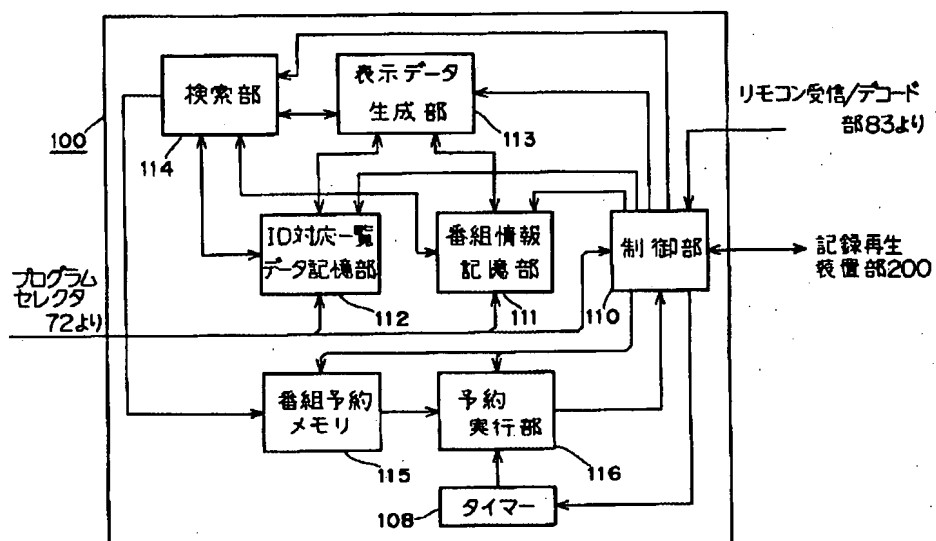 100
検索部
114
表示データ
生成部
113
リモコン受信/デコード
部83より
ID対応一覧
データ記憶部
112
番組情報
記憶部
111
制御部
110
記録再生
装置部200
プログラム
セレクタ
72より
番組予約
メモリ
115
予約
実行部
116
108
タイマー